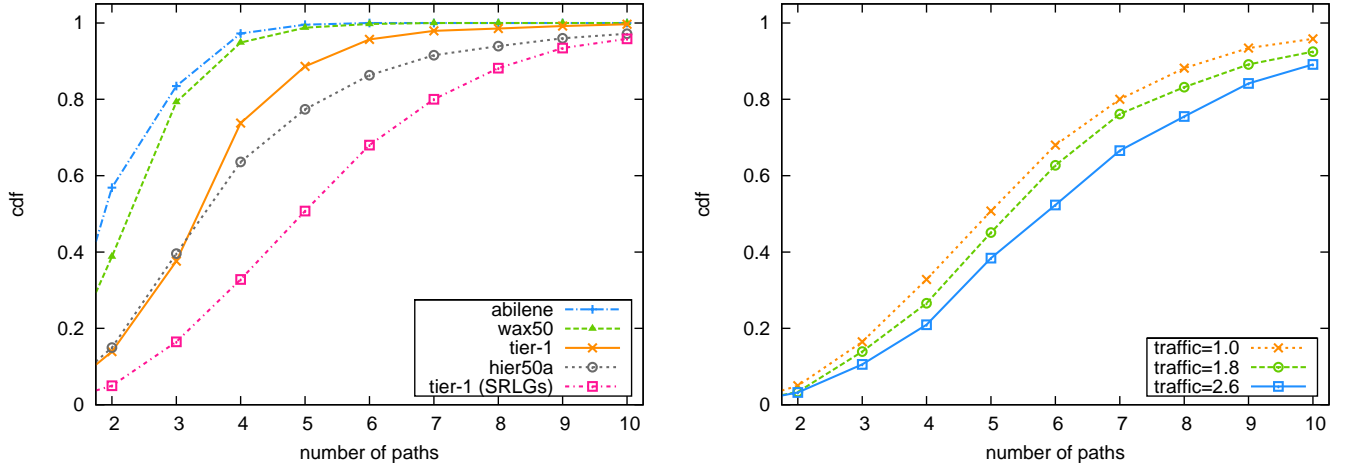 1
0.8
0.6
0.4
0.2
0
cdf
2 3 4 5 6 7 8 9 10
number of paths
abilene
wax50
tier-1
hier50a
tier-1 (SRLGs)
1
0.8
0.6
0.4
0.2
0
cdf
2 3 4 5 6 7 8 9 10
number of paths
traffic=1.0
traffic=1.8
traffic=2.6